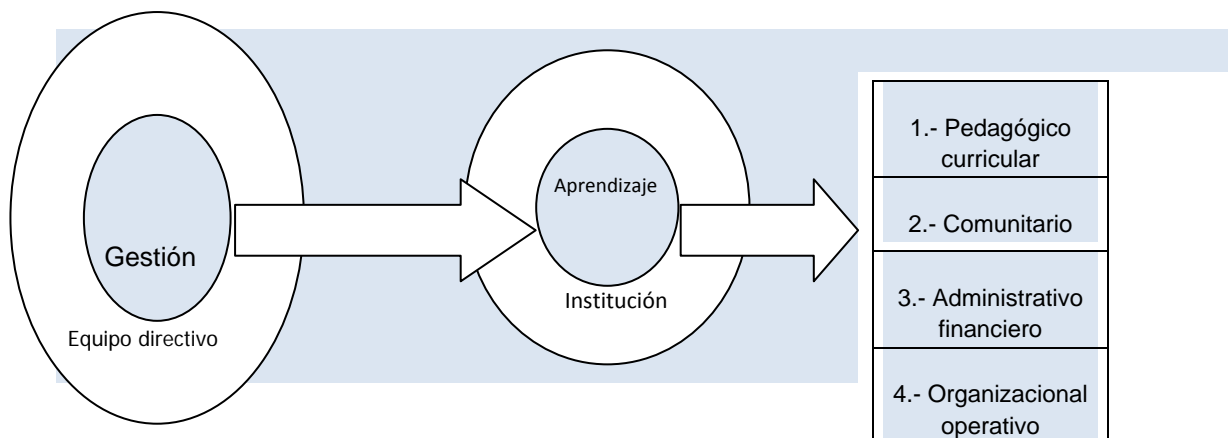 Gestión
Equipo directivo
Aprendizaje
Institución
1.- Pedagógico
curricular
2.- Comunitario
3.- Administrativo
financiero
4.- Organizacional
operativo